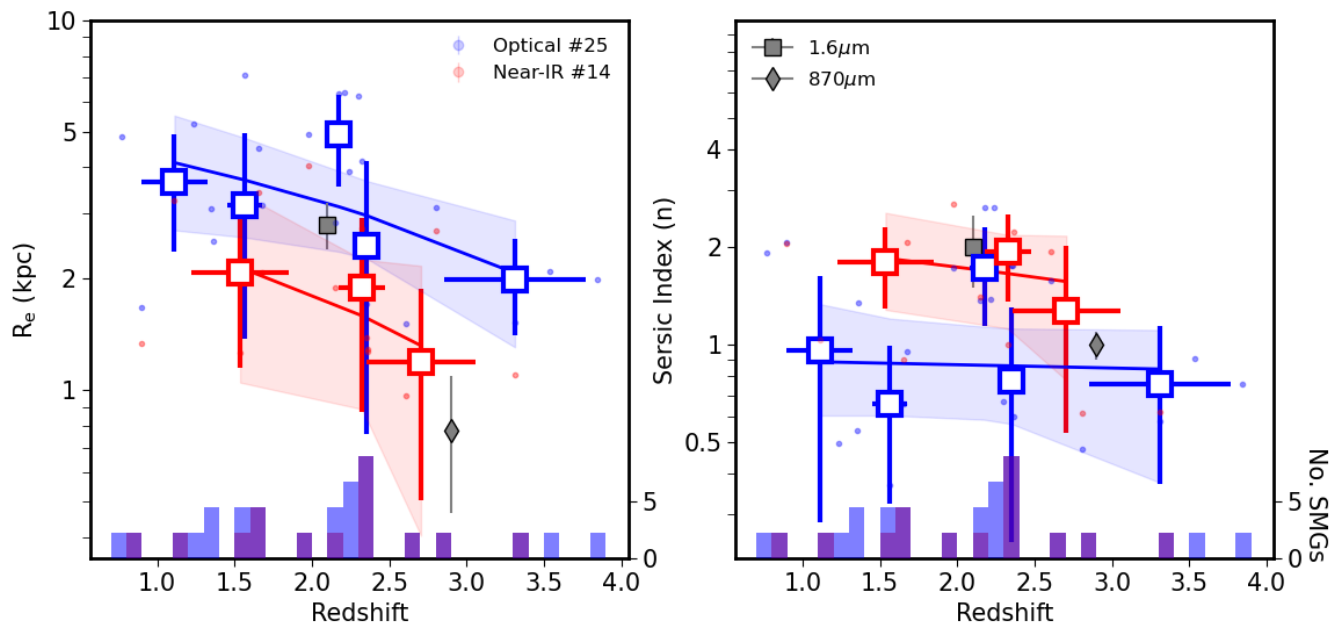 10
5
2
1
Rₑ (kpc)
Optical #25
Near-IR #14
5
0
1.0 1.5 2.0 2.5 3.0 3.5 4.0
Redshift
1.6μm
870μm
4
2
1
0.5
Sersic Index (n)
5
0
No. SMGs
1.0 1.5 2.0 2.5 3.0 3.5 4.0
Redshift